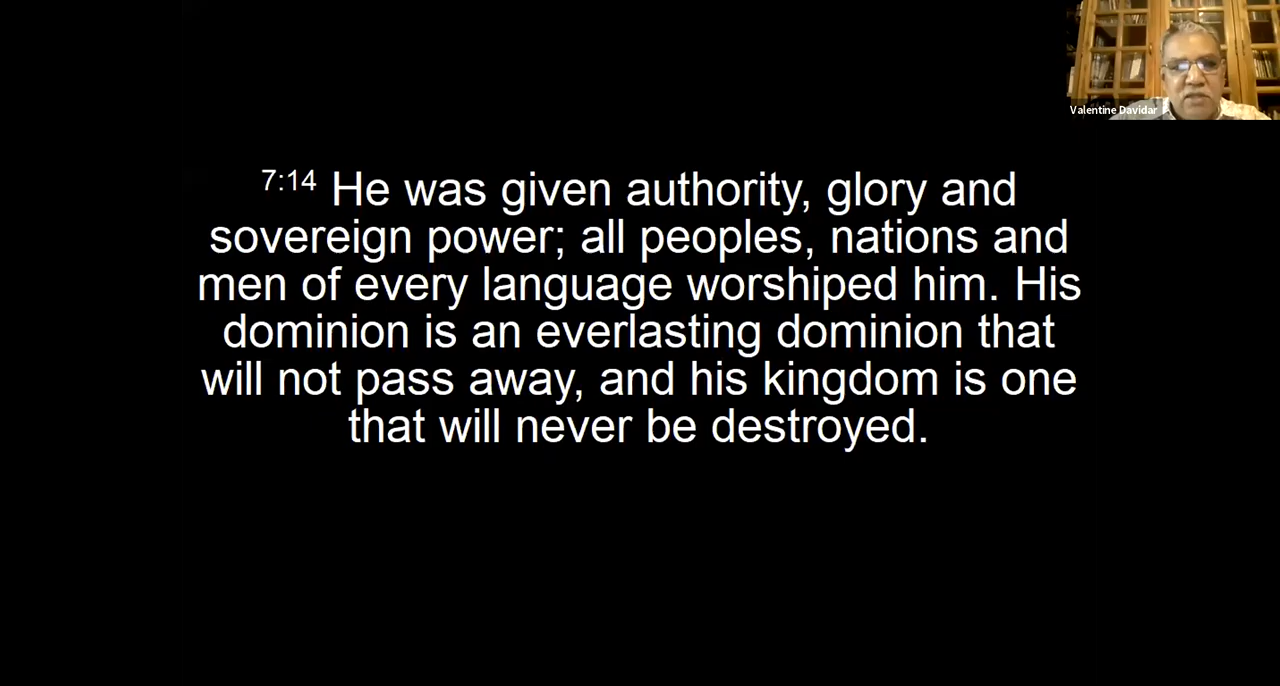 Valentine Davidar
7:14 He was given authority, glory and
sovereign power; all peoples, nations and
men of every language worshiped him. His
dominion is an everlasting dominion that
will not pass away, and his kingdom is one
that will never be destroyed.